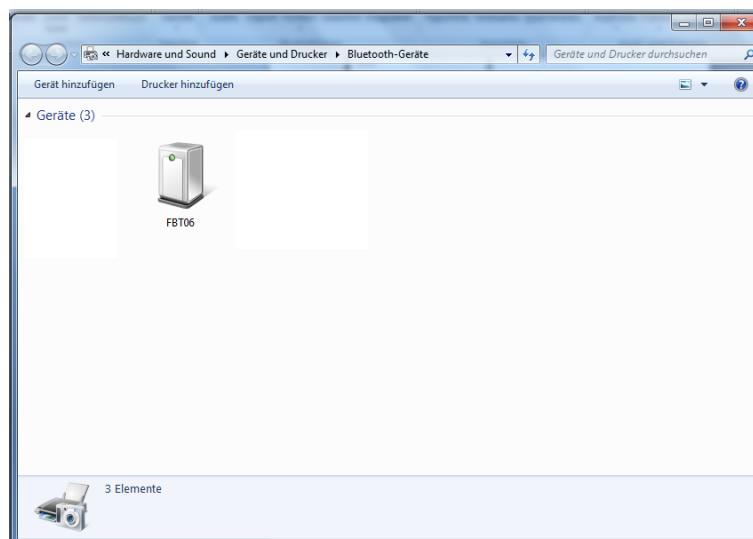 « Hardware und Sound ▸ Geräte und Drucker ▸ Bluetooth-Geräte
Geräte und Drucker durchsuchen
Gerät hinzufügen Drucker hinzufügen
Geräte (3)
FBT06
3 Elemente